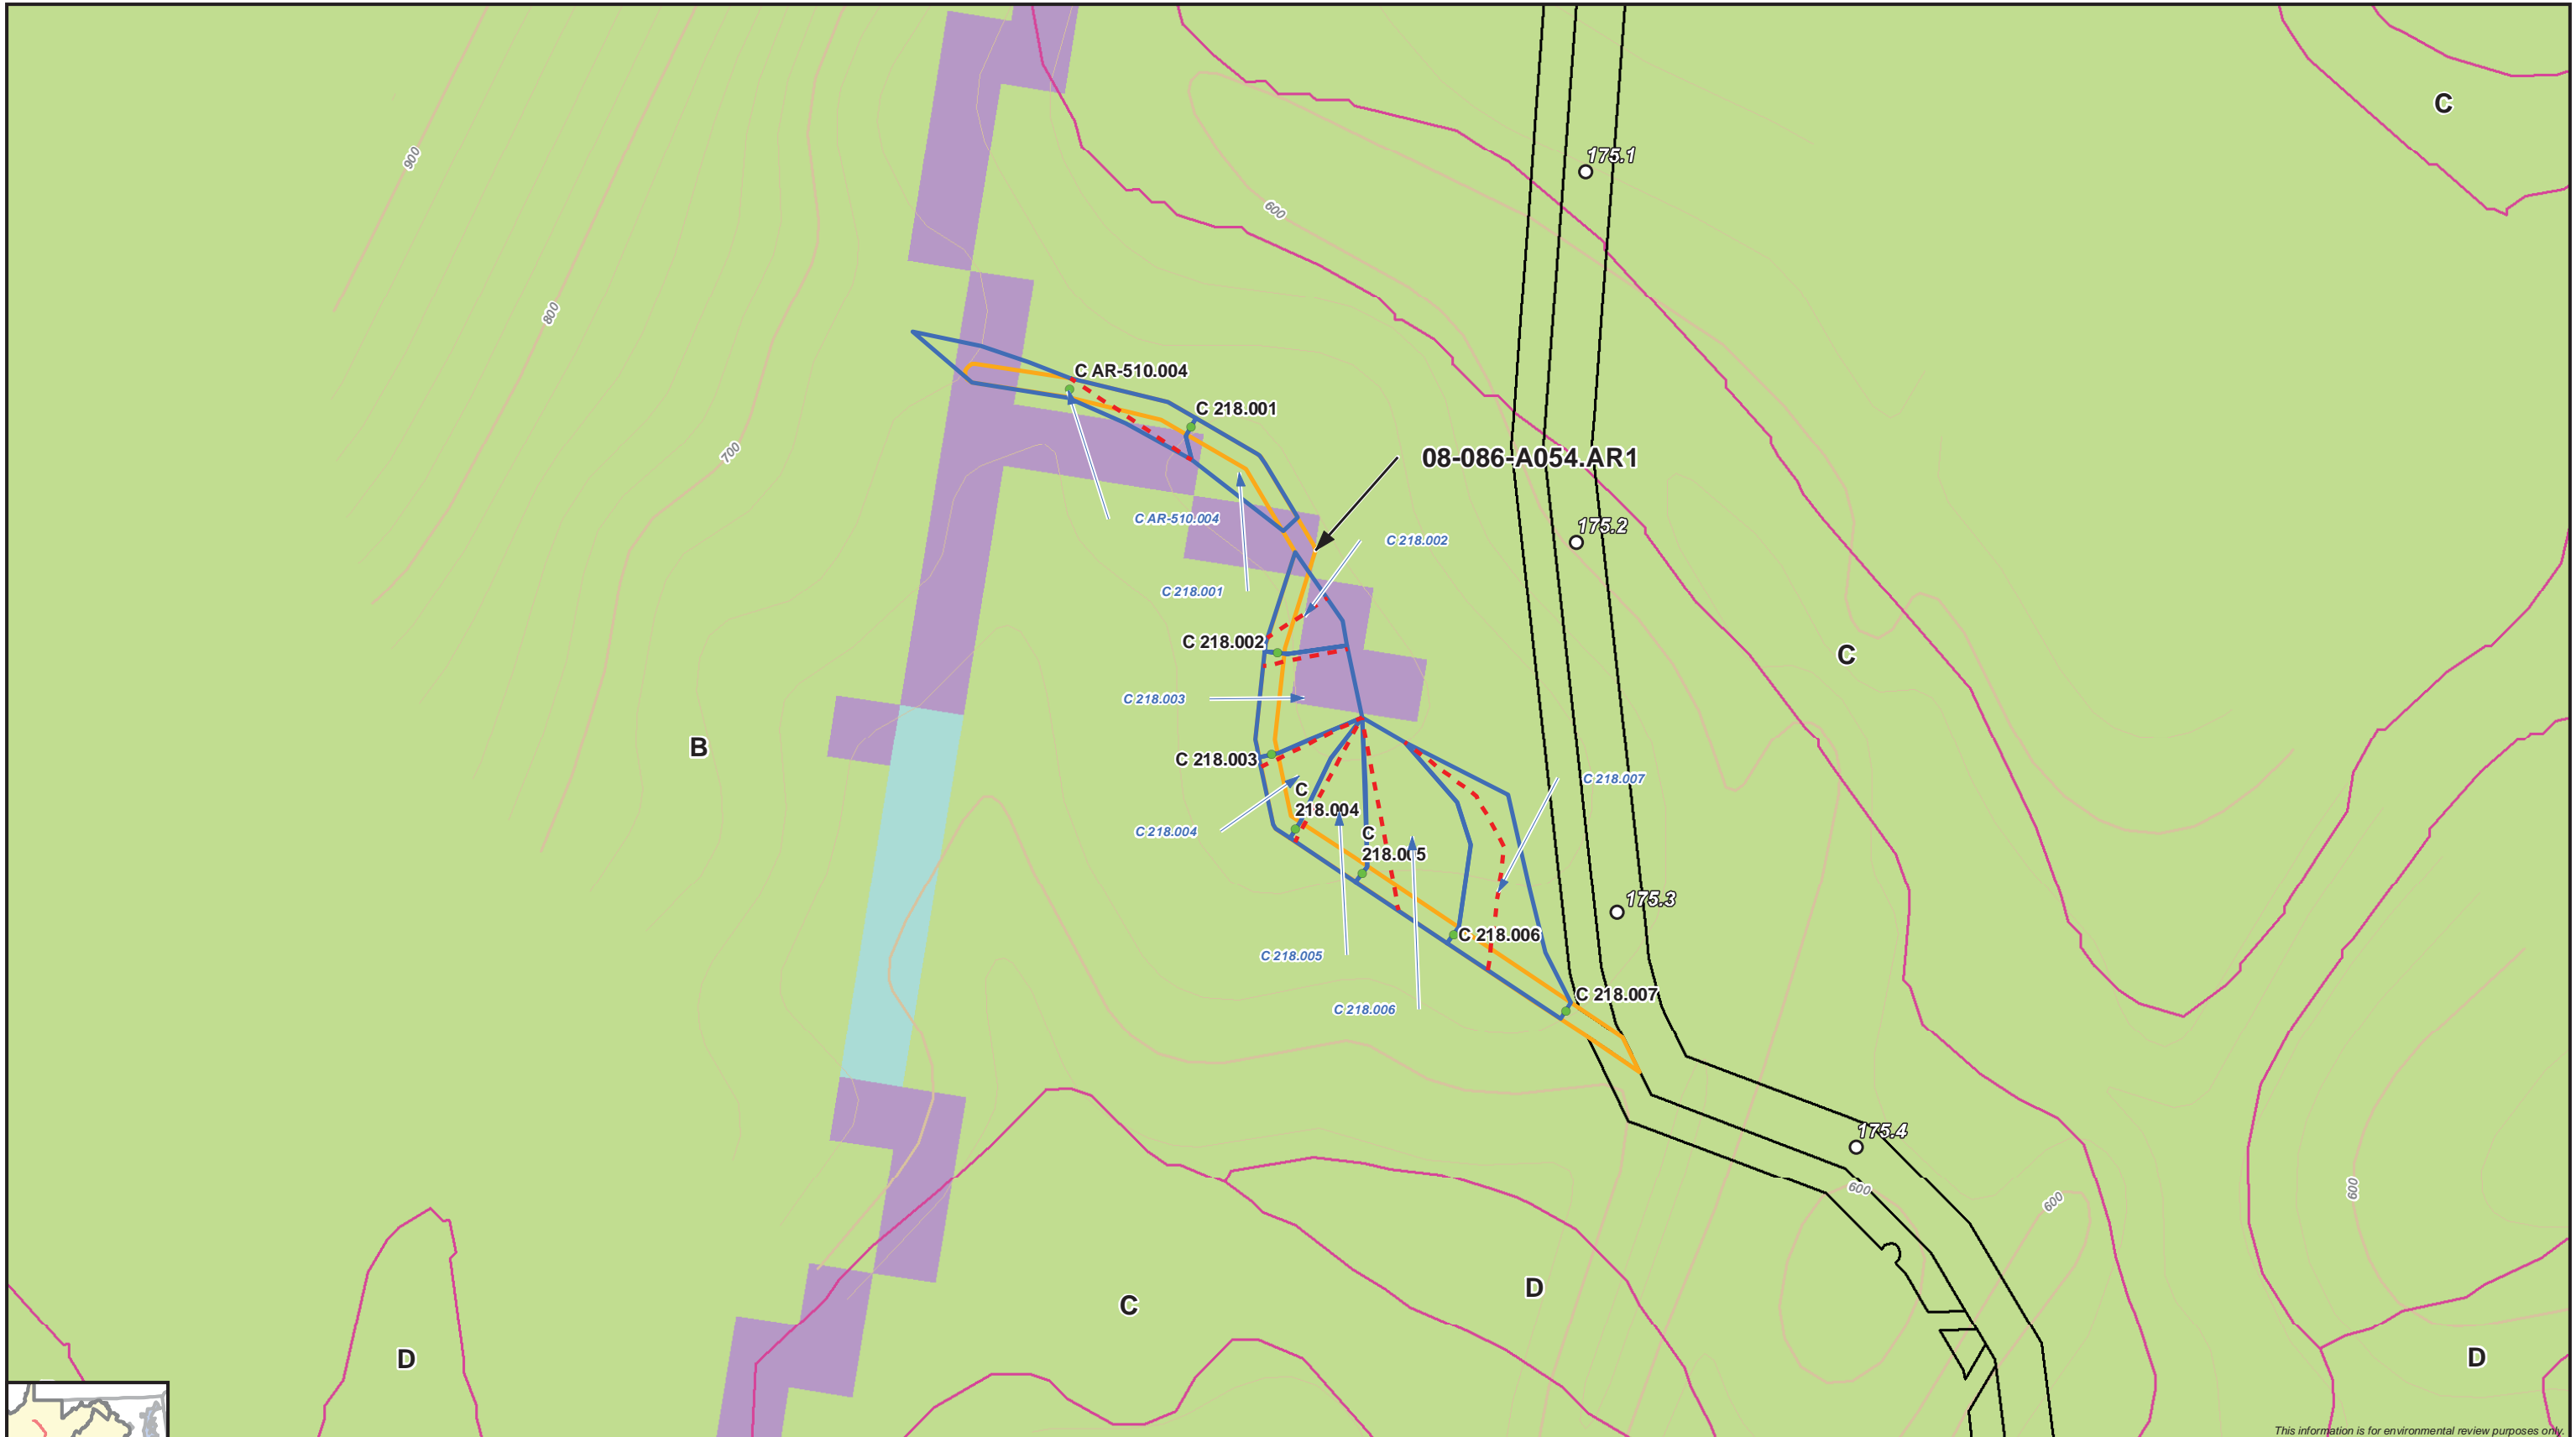 C
175.1
900
600
800
C AR-510.004
C 218.001
08-086-A054.AR1
700
C AR-510.004
175.2
C 218.002
C 218.001
C 218.002
C
C 218.003
B
C 218.003
C 218.007
C
218.004
C 218.004
C
218.005
175.3
C 218.006
C 218.005
C 218.007
C 218.006
175.4
600
600
600
D
C
D
D
This information is for environmental review purposes only.